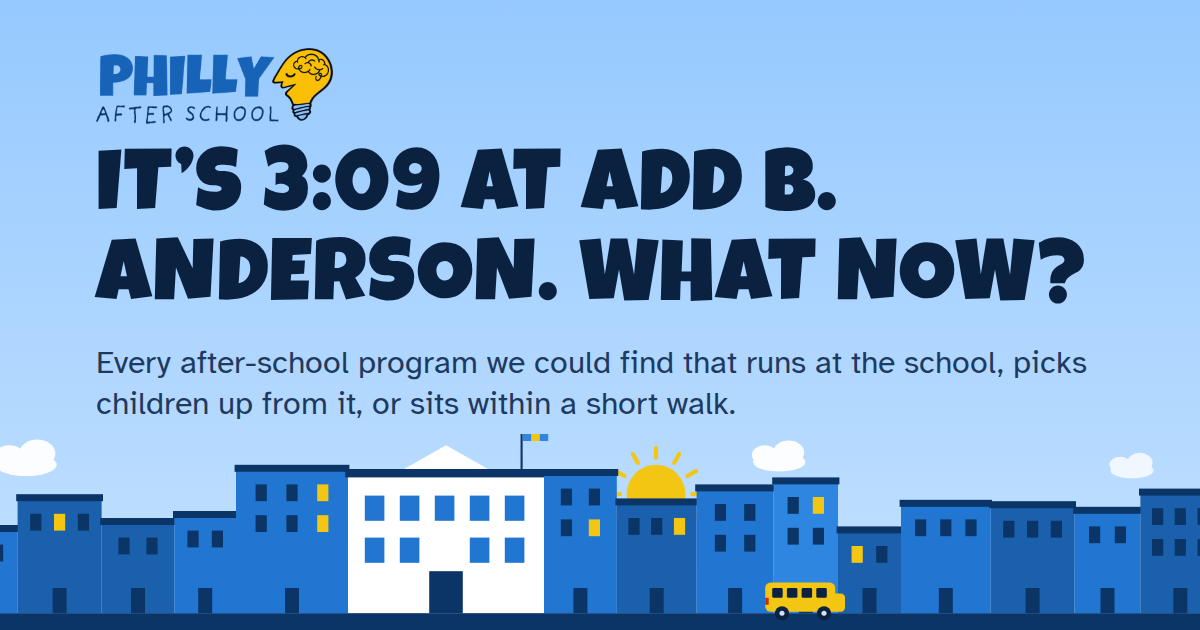 PHILLY
AFTER SCHOOL
IT’S 3:09 AT ADD B.
ANDERSON. WHAT NOW?
Every after-school program we could find that runs at the school, picks
children up from it, or sits within a short walk.